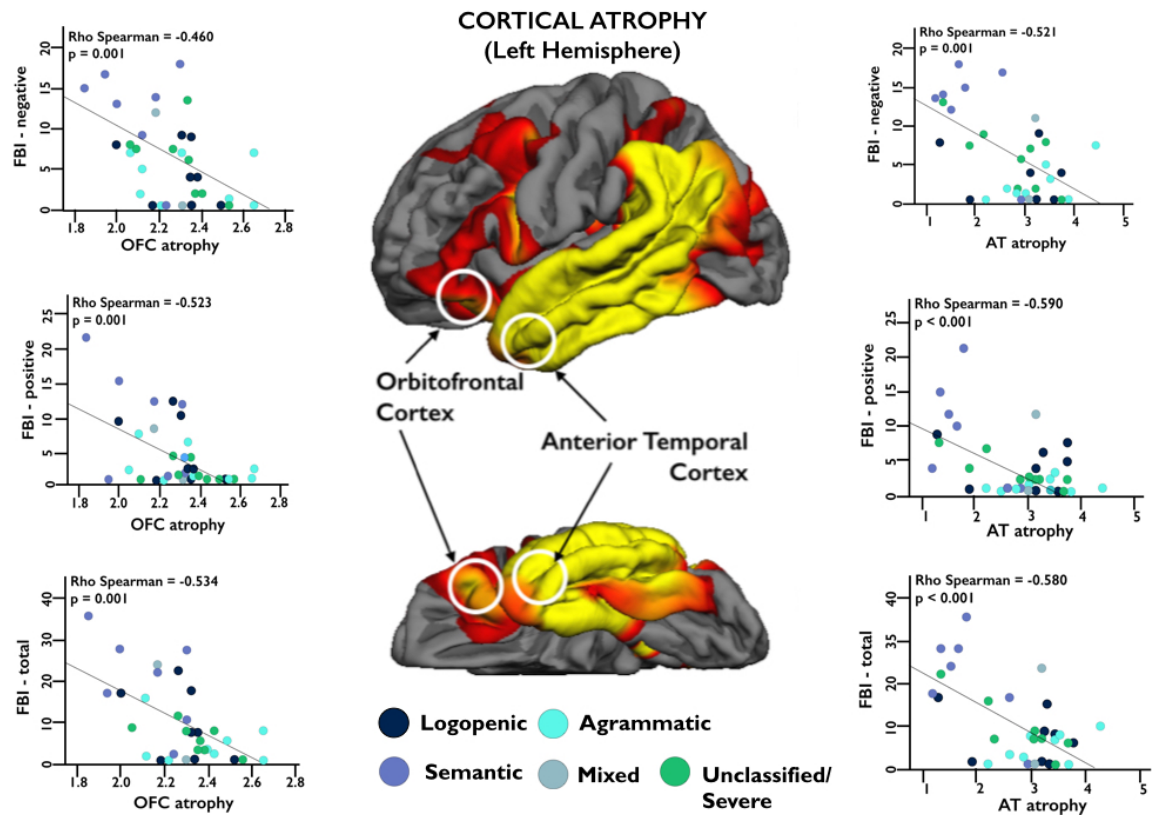 CORTICAL ATROPHY
(Left Hemisphere)
Rho Spearman = -0.460
p = 0.001
FBI - negative
20
15
10
5
0
1.8 2.0 2.2 2.4 2.6 2.8
OFC atrophy
Rho Spearman = -0.521
p = 0.001
FBI - negative
20
15
10
5
0
1 2 3 4 5
AT atrophy
Rho Spearman = -0.523
p = 0.001
FBI - positive
25
20
15
10
5
0
1.8 2.0 2.2 2.4 2.6 2.8
OFC atrophy
Orbitofrontal
Cortex
Anterior Temporal
Cortex
Rho Spearman = -0.590
p < 0.001
FBI - positive
25
20
15
10
5
0
1 2 3 4 5
AT atrophy
Rho Spearman = -0.534
p = 0.001
FBI - total
40
30
20
10
0
1.8 2.0 2.2 2.4 2.6 2.8
OFC atrophy
Logopenic
Agrammatic
Semantic
Mixed
Unclassified/
Severe
Rho Spearman = -0.580
p < 0.001
FBI - total
40
35
20
10
0
1 2 3 4 5
AT atrophy